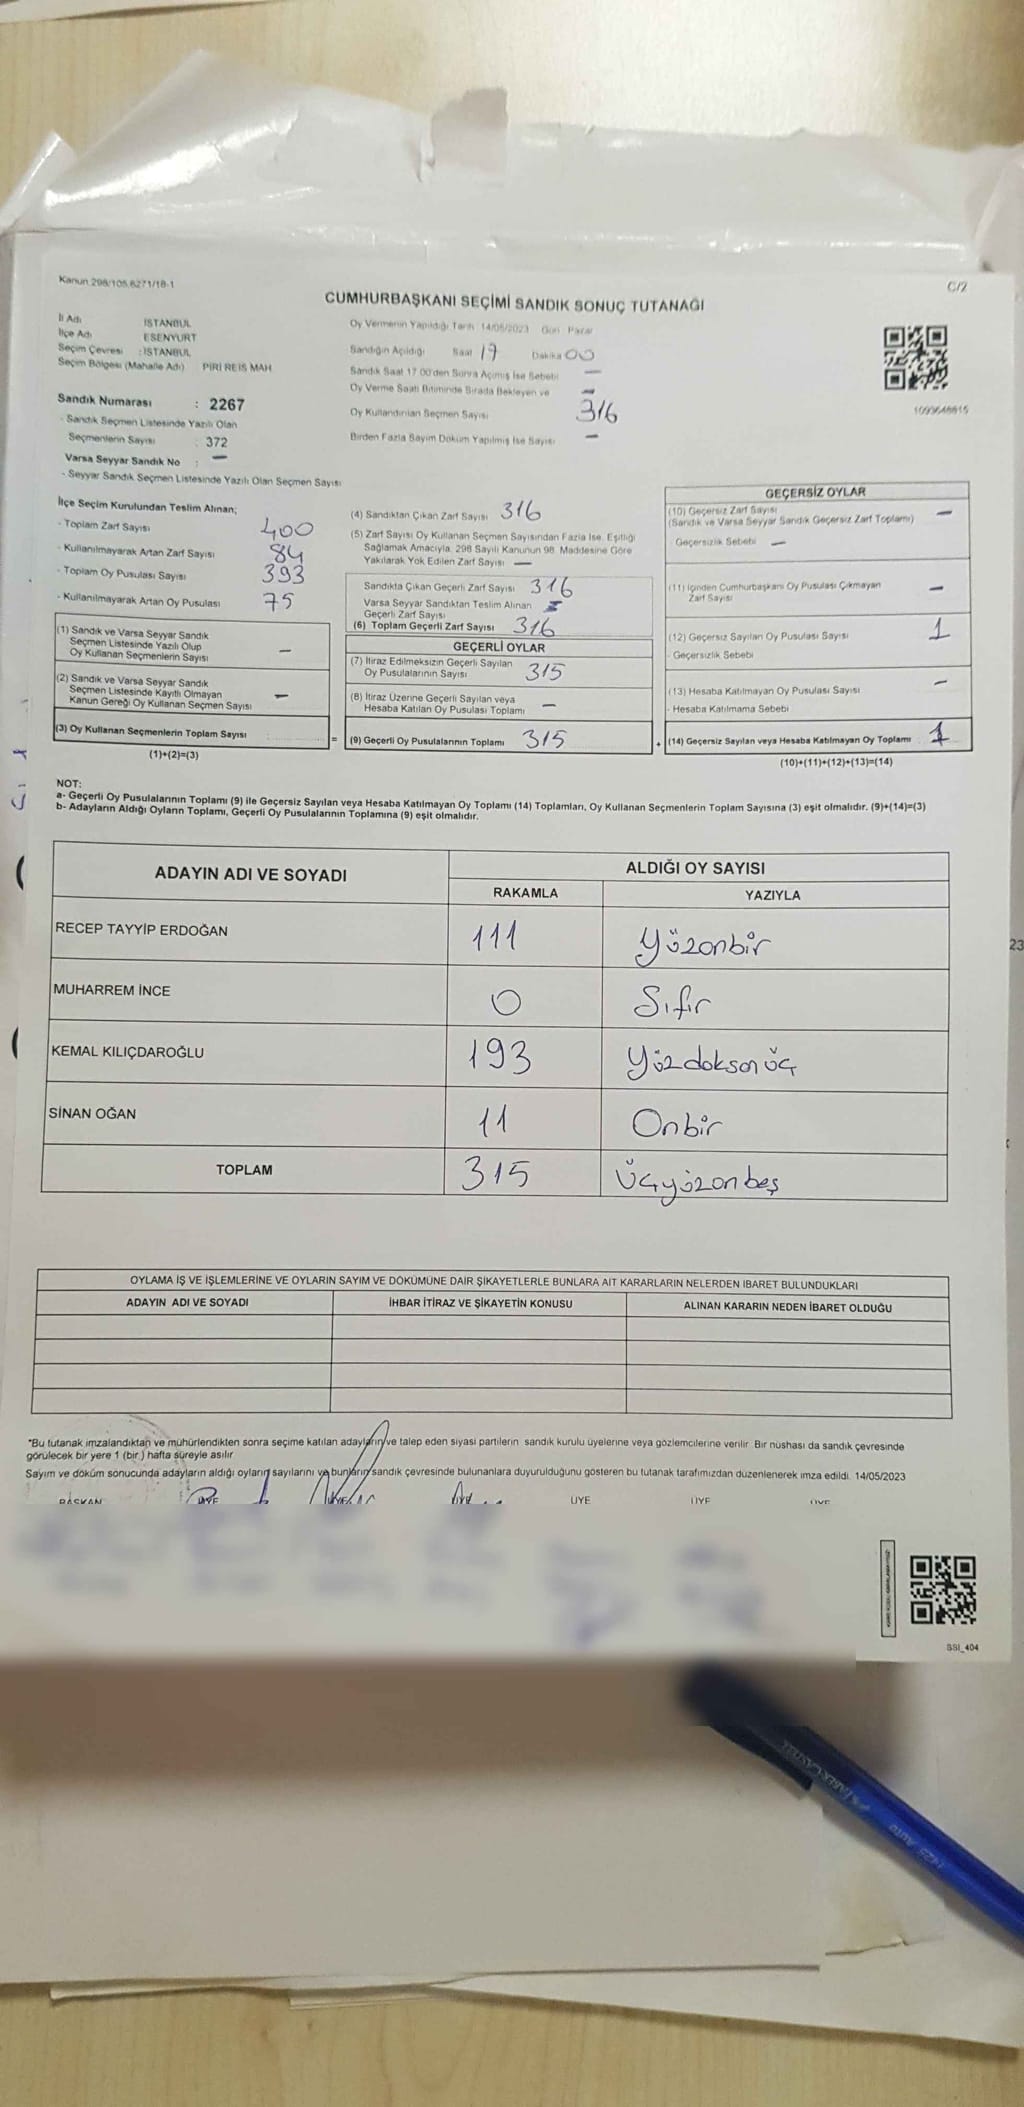 Kanun 298/105,6271/18-1
C/2
CUMHURBAŞKANI SEÇİMİ SANDIK SONUÇ TUTANAĞI
İl Adı İSTANBUL
İlçe Adı ESENYURT
Seçim Çevresi : İSTANBUL
Seçim Bölgesi (Mahalle Adı) PİRİ REİS MAH
Oy Vermenin Yapıldığı Tarih 14/05/2023 Gün Pazar
Sandığın Açıldığı Saat 17 Dakika 00
Sandık Saat 17.00'den Sonra Açılmış İse Sebebi —
Oy Verme Saati Bitiminde Sırada Bekleyen ve —
Oy Kullandırılan Seçmen Sayısı 316
Birden Fazla Sayım Döküm Yapılmış İse Sayısı —
1093648815
Sandık Numarası : 2267
- Sandık Seçmen Listesinde Yazılı Olan
Seçmenlerin Sayısı : 372
Varsa Seyyar Sandık No : —
- Seyyar Sandık Seçmen Listesinde Yazılı Olan Seçmen Sayısı
İlçe Seçim Kurulundan Teslim Alınan;
- Toplam Zarf Sayısı 400
- Kullanılmayarak Artan Zarf Sayısı 84
- Toplam Oy Pusulası Sayısı 393
- Kullanılmayarak Artan Oy Pusulası 75
(1) Sandık ve Varsa Seyyar Sandık
Seçmen Listesinde Yazılı Olup
Oy Kullanan Seçmenlerin Sayısı —
(2) Sandık ve Varsa Seyyar Sandık
Seçmen Listesinde Kayıtlı Olmayan
Kanun Gereği Oy Kullanan Seçmen Sayısı —
(3) Oy Kullanan Seçmenlerin Toplam Sayısı
(1)+(2)=(3)
=
(4) Sandıktan Çıkan Zarf Sayısı 316
(5) Zarf Sayısı Oy Kullanan Seçmen Sayısından Fazla İse, Eşitliği
Sağlamak Amacıyla, 298 Sayılı Kanunun 98. Maddesine Göre
Yakılarak Yok Edilen Zarf Sayısı —
Sandıkta Çıkan Geçerli Zarf Sayısı 316
Varsa Seyyar Sandıktan Teslim Alınan
Geçerli Zarf Sayısı
(6) Toplam Geçerli Zarf Sayısı 316
GEÇERLİ OYLAR
(7) İtiraz Edilmeksizin Geçerli Sayılan
Oy Pusulalarının Sayısı 315
(8) İtiraz Üzerine Geçerli Sayılan veya
Hesaba Katılan Oy Pusulası Toplamı —
(9) Geçerli Oy Pusulalarının Toplamı 315
+
GEÇERSİZ OYLAR
(10) Geçersiz Zarf Sayısı
(Sandık ve Varsa Seyyar Sandık Geçersiz Zarf Toplamı) —
Geçersizlik Sebebi —
(11) İçinden Cumhurbaşkanı Oy Pusulası Çıkmayan
Zarf Sayısı —
(12) Geçersiz Sayılan Oy Pusulası Sayısı 1
- Geçersizlik Sebebi
(13) Hesaba Katılmayan Oy Pusulası Sayısı —
- Hesaba Katılmama Sebebi
(14) Geçersiz Sayılan veya Hesaba Katılmayan Oy Toplamı 1
(10)+(11)+(12)+(13)=(14)
NOT:
a- Geçerli Oy Pusulalarının Toplamı (9) ile Geçersiz Sayılan veya Hesaba Katılmayan Oy Toplamı (14) Toplamları, Oy Kullanan Seçmenlerin Toplam Sayısına (3) eşit olmalıdır. (9)+(14)=(3)
b- Adayların Aldığı Oyların Toplamı, Geçerli Oy Pusulalarının Toplamına (9) eşit olmalıdır.
ADAYIN ADI VE SOYADI ALDIĞI OY SAYISI
RAKAMLA YAZIYLA
RECEP TAYYİP ERDOĞAN 111 Yüzonbir
MUHARREM İNCE 0 Sıfır
KEMAL KILIÇDAROĞLU 193 Yüzdoksanüç
SİNAN OĞAN 11 Onbir
TOPLAM 315 Üçyüzonbeş
23
OYLAMA İŞ VE İŞLEMLERİNE VE OYLARIN SAYIM VE DÖKÜMÜNE DAİR ŞİKAYETLERLE BUNLARA AİT KARARLARIN NELERDEN İBARET BULUNDUKLARI
ADAYIN ADI VE SOYADI İHBAR İTİRAZ VE ŞİKAYETİN KONUSU ALINAN KARARIN NEDEN İBARET OLDUĞU
*Bu tutanak imzalandıktan ve mühürlendikten sonra seçime katılan adayların ve talep eden siyasi partilerin sandık kurulu üyelerine veya gözlemcilerine verilir. Bir nüshası da sandık çevresinde
görülecek bir yere 1 (bir ) hafta süreyle asılır.
Sayım ve döküm sonucunda adayların aldığı oyların sayılarını ve bunların sandık çevresinde bulunanlara duyurulduğunu gösteren bu tutanak tarafımızdan düzenlenerek imza edildi. 14/05/2023
BAŞKAN ÜYE ÜYE ÜYE ÜYE ÜYE
SSI_404
FABER-CASTELL
1425 AUTO